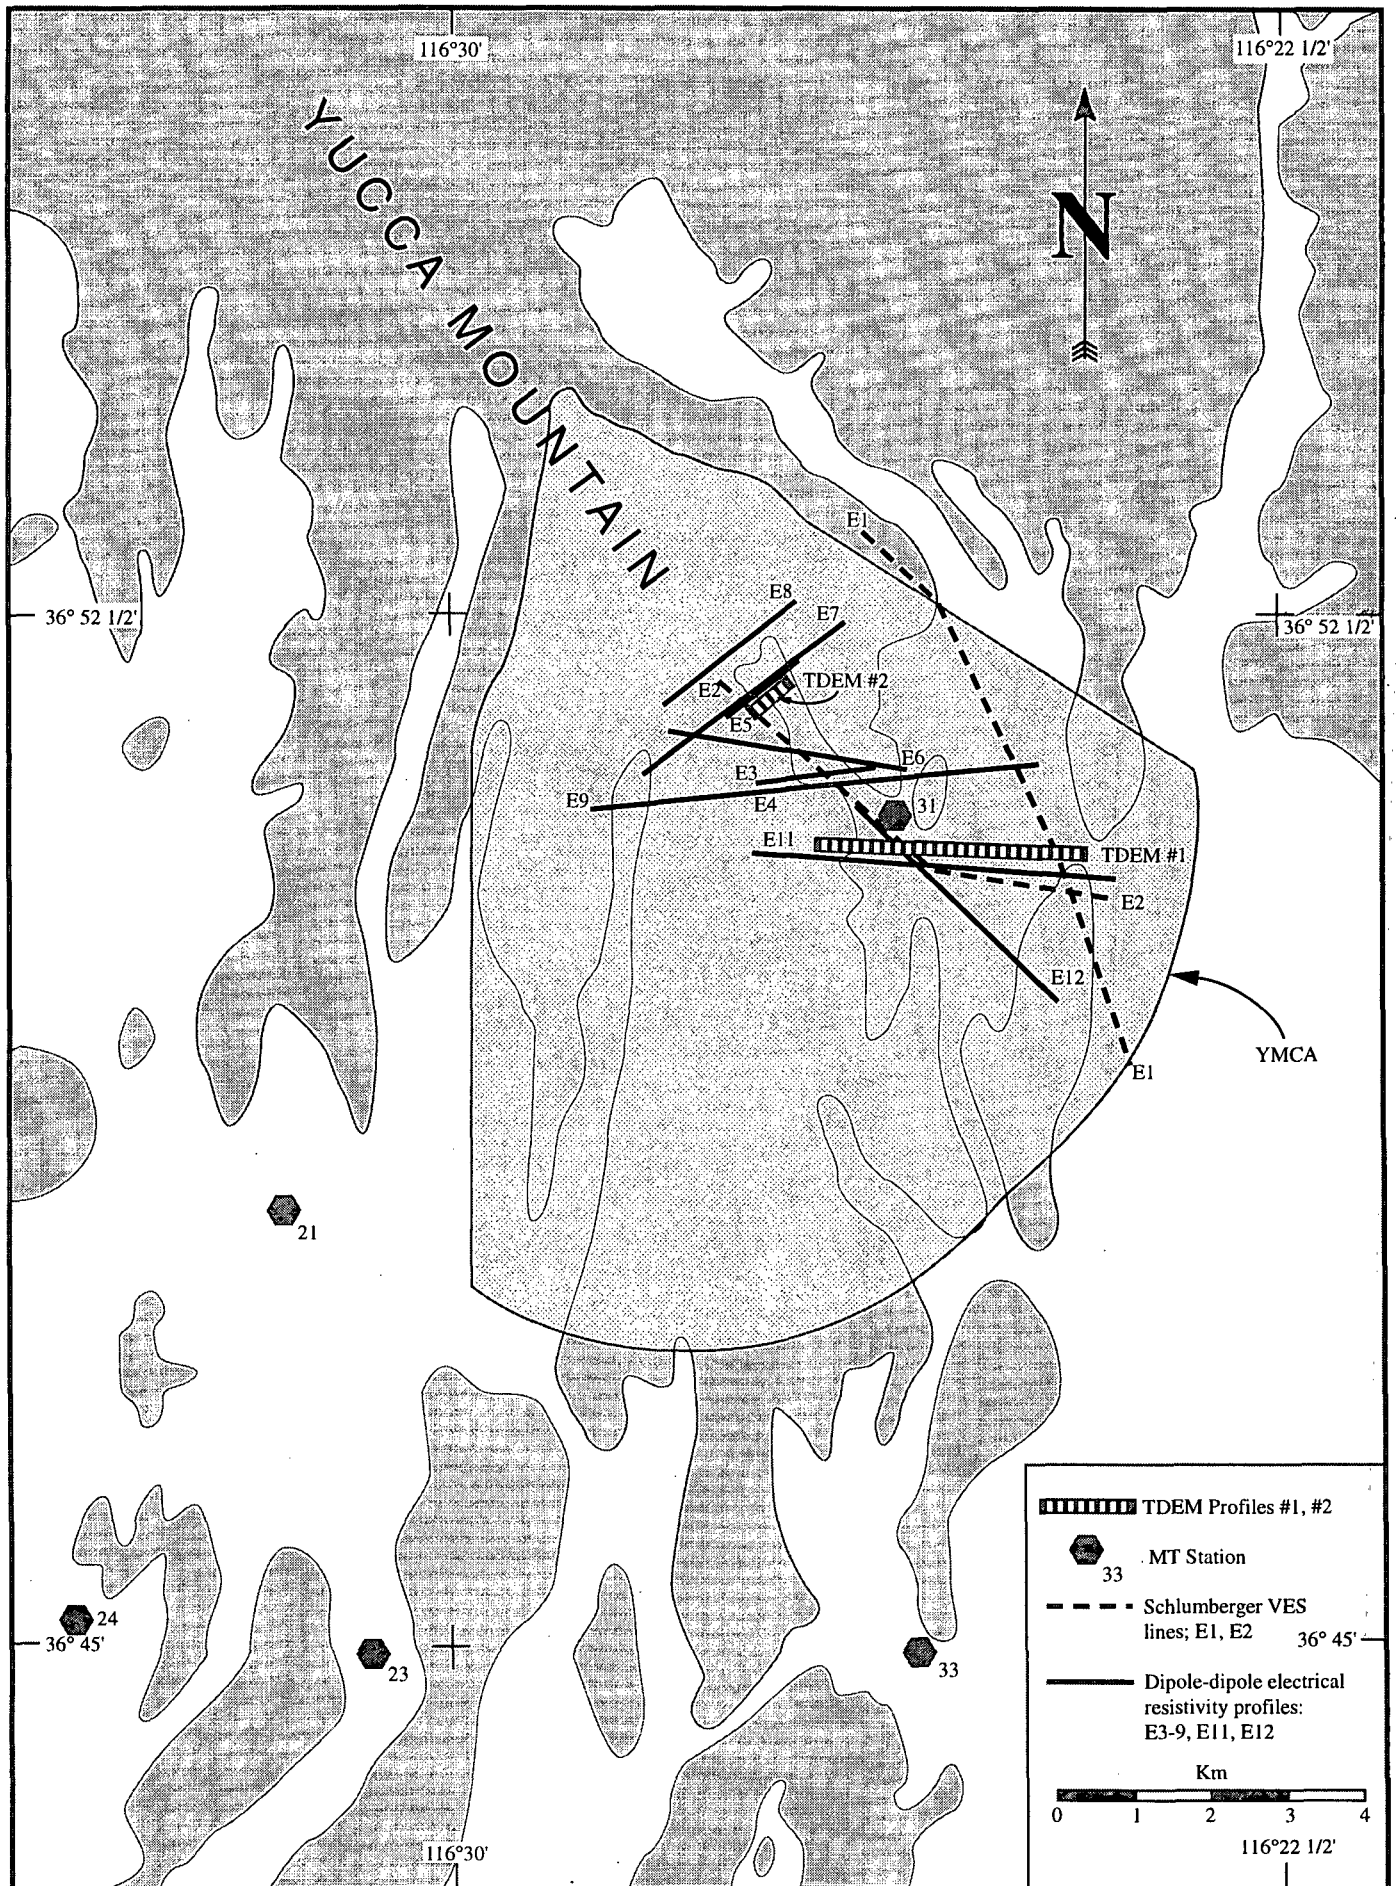 116°30'
116°22 1/2'
YUCCA MOUNTAIN
N
E1
36° 52 1/2'
36° 52 1/2'
E8
E7
E2
TDEM #2
E5
E6
E3
E9
E4
31
E11
TDEM #1
E2
E12
YMCA
E1
21
24
36° 45'
23
33
36° 45'
TDEM Profiles #1, #2
MT Station
33
Schlumberger VES
lines; E1, E2
Dipole-dipole electrical
resistivity profiles:
E3-9, E11, E12
Km
0 1 2 3 4
116°30'
116°22 1/2'